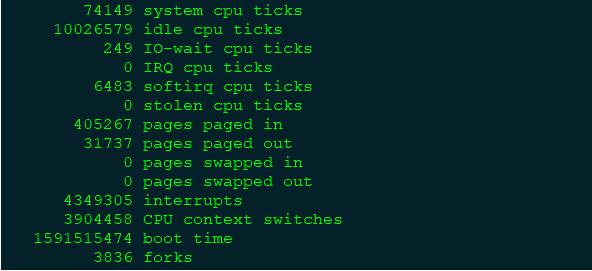 74149 system cpu ticks
10026579 idle cpu ticks
249 IO-wait cpu ticks
0 IRQ cpu ticks
6483 softirq cpu ticks
0 stolen cpu ticks
405267 pages paged in
31737 pages paged out
0 pages swapped in
0 pages swapped out
4349305 interrupts
3904458 CPU context switches
1591515474 boot time
3836 forks